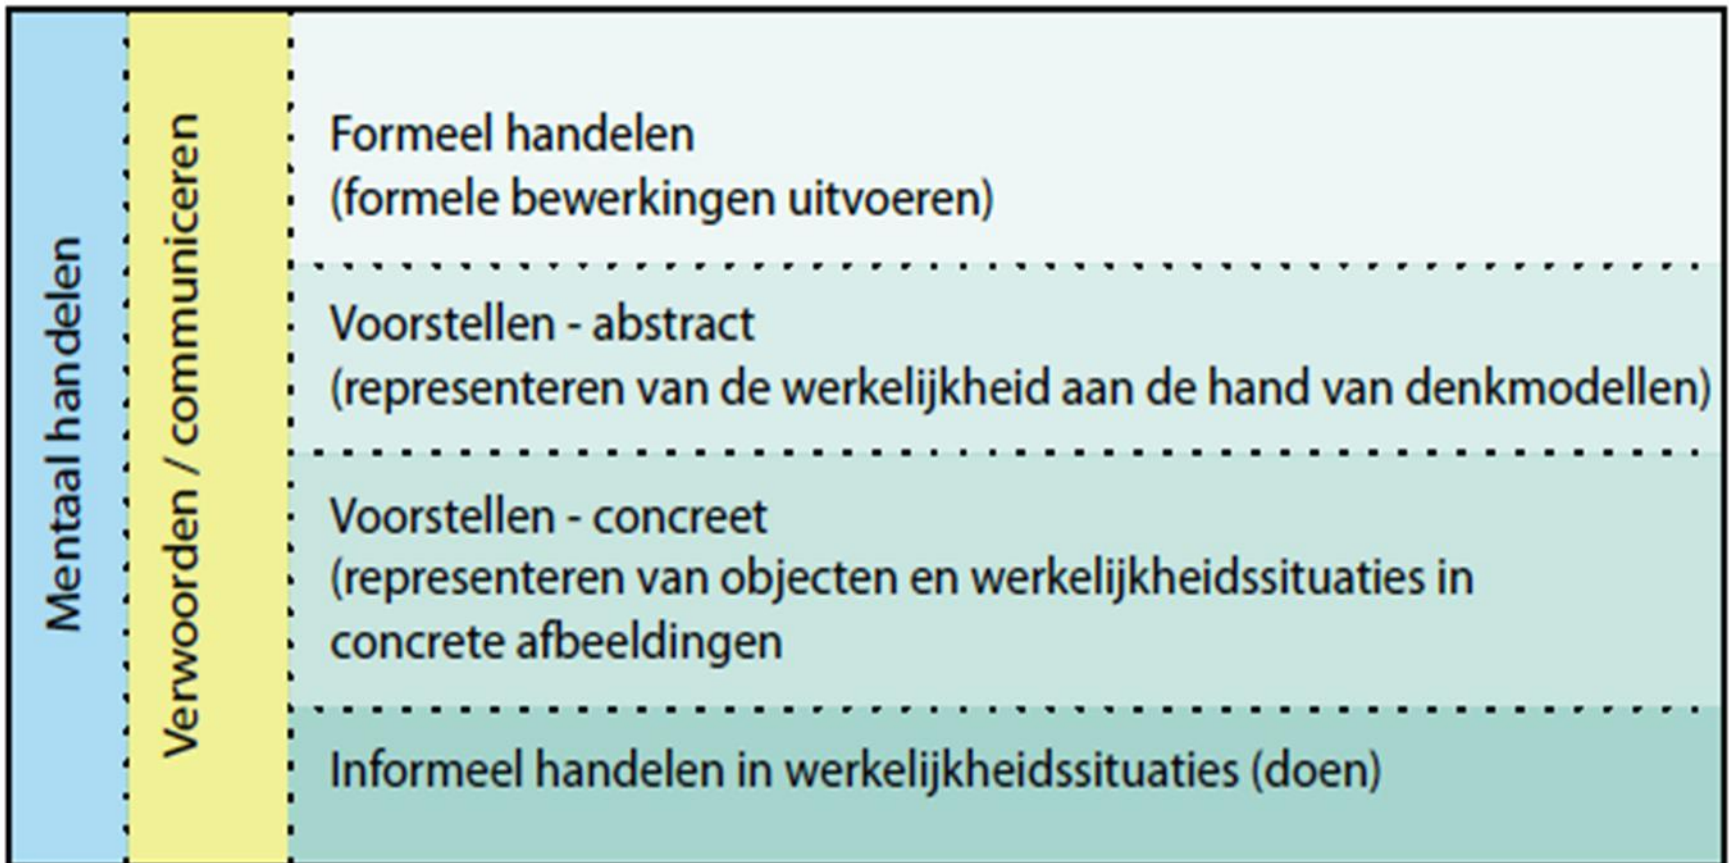 Mentaal handelen
Verwoorden / communiceren
Formeel handelen
(formele bewerkingen uitvoeren)
Voorstellen - abstract
(representeren van de werkelijkheid aan de hand van denkmodellen)
Voorstellen - concreet
(representeren van objecten en werkelijkheidssituaties in
concrete afbeeldingen
Informeel handelen in werkelijkheidssituaties (doen)